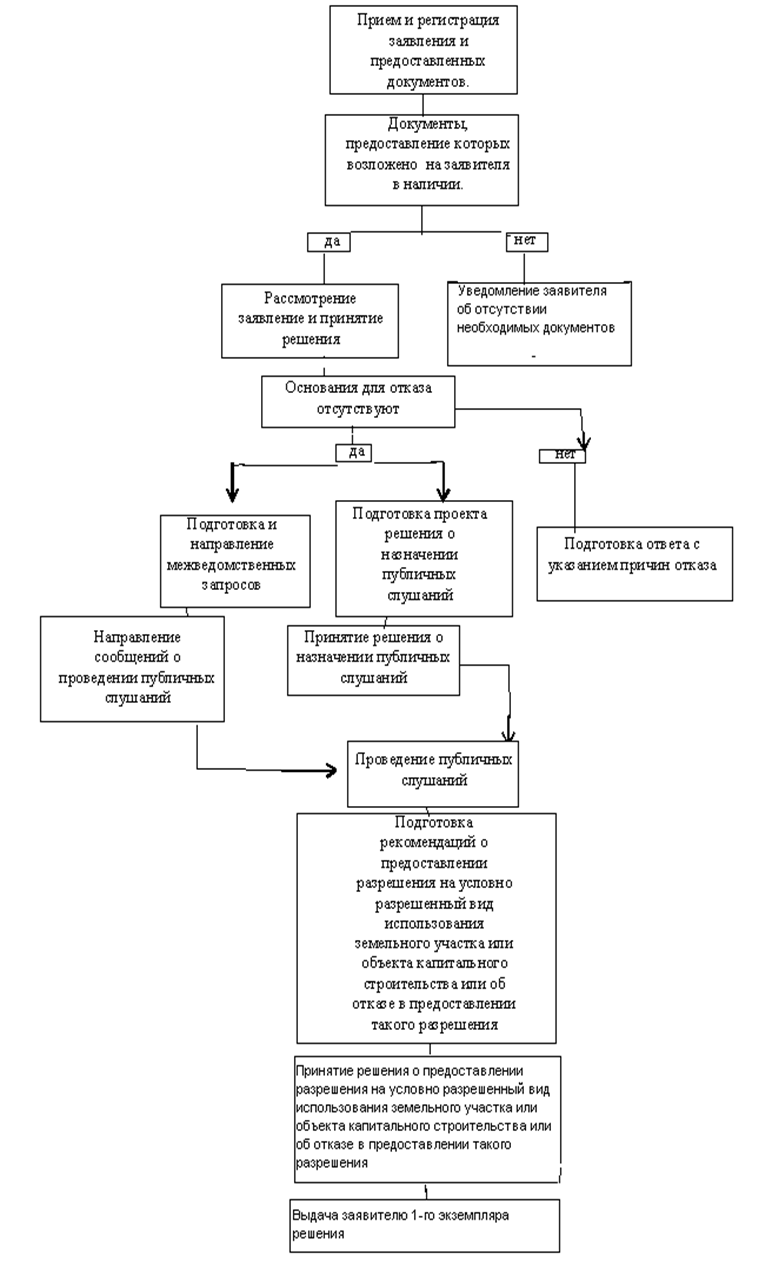 Прием и регистрация
заявления и
предоставленных
документов.
Документы,
предоставление которых
возложено на заявителя
в наличии.
да
нет
Рассмотрение
заявление и принятие
решения
Уведомление заявителя
об отсутствии
необходимых документов
-
Основания для отказа
отсутствуют
да
нет
Подготовка и
направление
межведомственных
запросов
Подготовка проекта
решения о
назначении
публичных
слушаний
Подготовка ответа с
указанием причин отказа
Направление
сообщений о
проведении публичных
слушаний
Принятие решения о
назначении публичных
слушаний
Проведение публичных
слушаний
Подготовка
рекомендаций о
предоставлении
разрешения на условно
разрешенный вид
использования
земельного участка или
объекта капитального
строительства или об
отказе в предоставлении
такого разрешения
Принятие решения о предоставлении
разрешения на условно разрешенный вид
использования земельного участка или
объекта капитального строительства или
об отказе в предоставлении такого
разрешения
Выдача заявителю 1-го экземпляра
решения